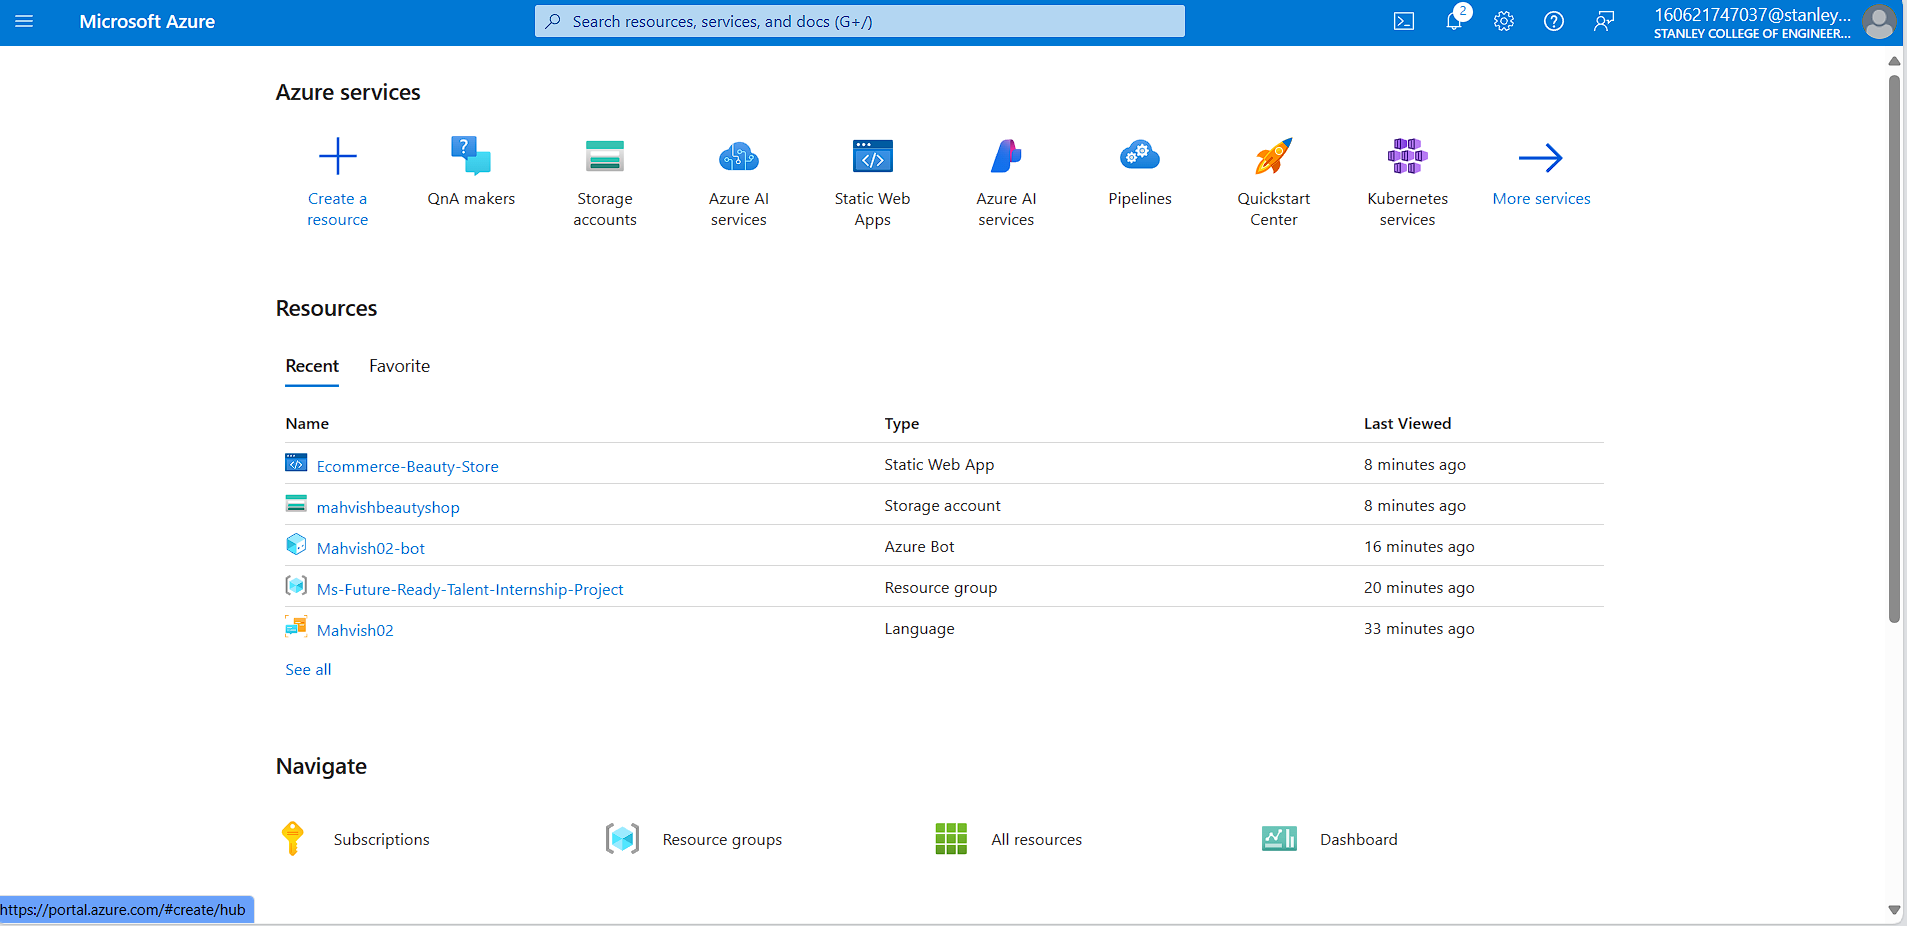 Microsoft Azure
Search resources, services, and docs (G+/)
2
160621747037@stanley...
STANLEY COLLEGE OF ENGINEER...
Azure services
Create a resource
QnA makers
Storage accounts
Azure AI services
Static Web Apps
Azure AI services
Pipelines
Quickstart Center
Kubernetes services
More services
Resources
Recent Favorite
Name Type Last Viewed
Ecommerce-Beauty-Store Static Web App 8 minutes ago
mahvishbeautyshop Storage account 8 minutes ago
Mahvish02-bot Azure Bot 16 minutes ago
Ms-Future-Ready-Talent-Internship-Project Resource group 20 minutes ago
Mahvish02 Language 33 minutes ago
See all
Navigate
Subscriptions Resource groups All resources Dashboard
https://portal.azure.com/#create/hub